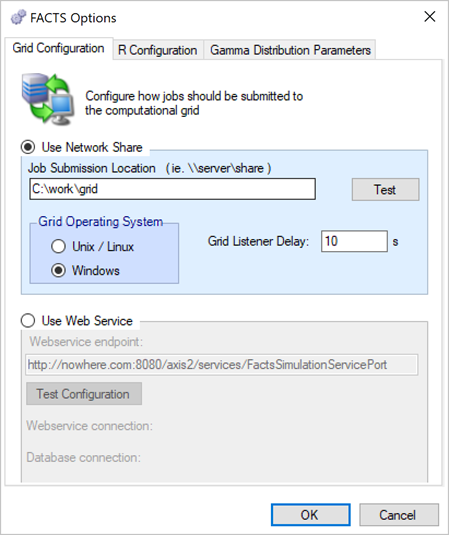 FACTS Options
Grid Configuration R Configuration Gamma Distribution Parameters
Configure how jobs should be submitted to
the computational grid
Use Network Share
Job Submission Location ( ie. \\server\share )
C:\work\grid
Test
Grid Operating System
Unix / Linux
Windows
Grid Listener Delay: 10 s
Use Web Service
Webservice endpoint:
http://nowhere.com:8080/axis2/services/FactsSimulationServicePort
Test Configuration
Webservice connection:
Database connection:
OK Cancel